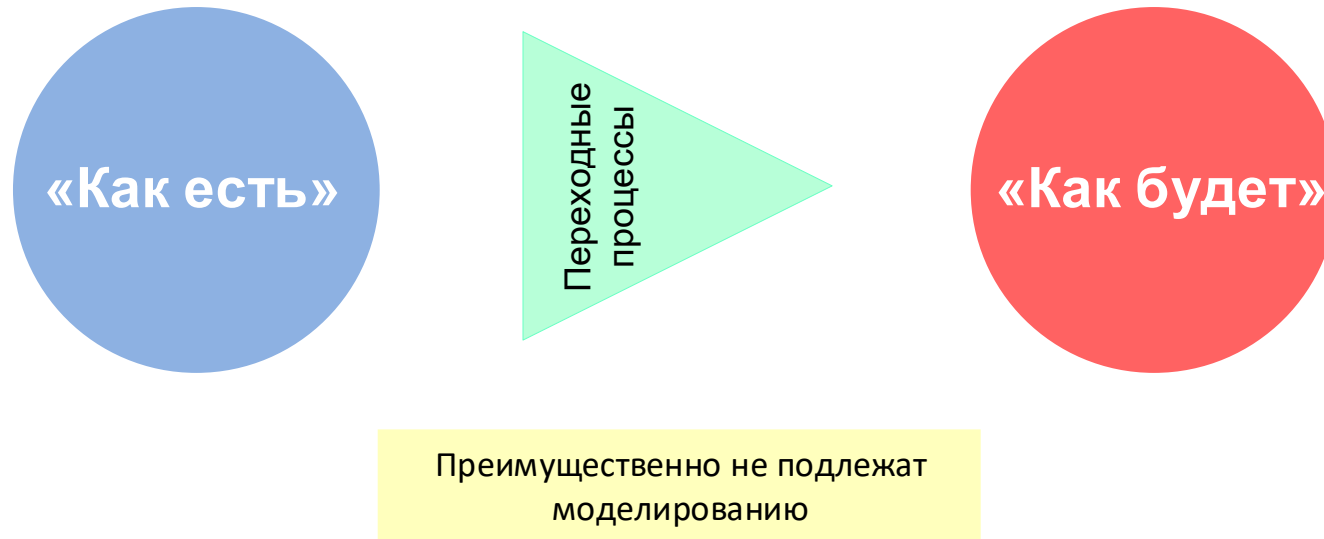 «Как есть»
Переходные
процессы
«Как будет»
Преимущественно не подлежат
моделированию